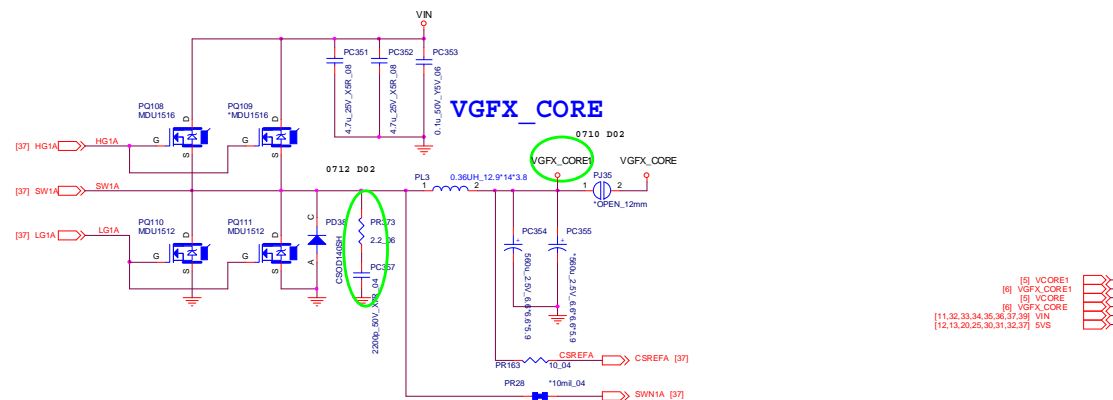 VIN
PC351
PC352
PC353
4.7u_25V_X5R_08
4.7u_25V_X5R_08
0.1u_50V_Y5V_06
VGFX_CORE
PQ108
MDU1516
PQ109
*MDU1516
D
D
G
G
S
S
[37] HG1A
HG1A
0710 D02
VGFX_CORE1
VGFX_CORE
0712 D02
PL3
0.36UH_12.9*14*3.8
PJ35
1
2
1
2
*OPEN_12mm
[37] SW1A
SW1A
PQ110
MDU1512
PQ111
MDU1512
D
D
G
G
S
S
[37] LG1A
LG1A
PD38
C
A
CSOD140SH
PR373
2.2_06
PC357
2200p_50V_X7R_04
PC354
+
560u_2.5V_6.6*6.6*5.9
PC355
+
*560u_2.5V_6.6*6.6*5.9
[5] VCORE1
[6] VGFX_CORE1
[5] VCORE
[6] VGFX_CORE
[11,32,33,34,35,36,37,39] VIN
[12,13,20,25,30,31,32,37] 5VS
PR163
10_04
CSREFA
CSREFA [37]
PR28
*10mil_04
SWN1A [37]